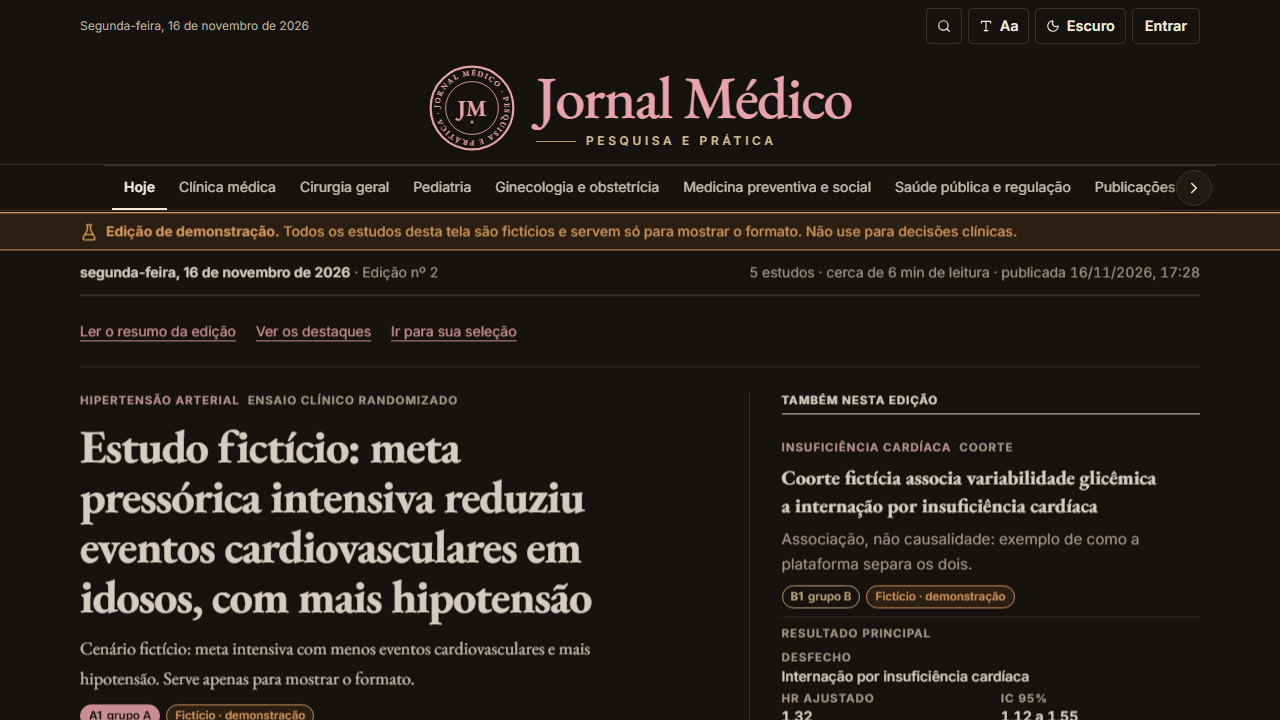 Segunda-feira, 16 de novembro de 2026
Aa
Escuro
Entrar
JORNAL MÉDICO · PESQUISA E PRÁTICA ·
JM
Jornal Médico
PESQUISA E PRÁTICA
Hoje
Clínica médica
Cirurgia geral
Pediatria
Ginecologia e obstetrícia
Medicina preventiva e social
Saúde pública e regulação
Publicações
Edição de demonstração. Todos os estudos desta tela são fictícios e servem só para mostrar o formato. Não use para decisões clínicas.
segunda-feira, 16 de novembro de 2026 · Edição nº 2
5 estudos · cerca de 6 min de leitura · publicada 16/11/2026, 17:28
Ler o resumo da edição
Ver os destaques
Ir para sua seleção
HIPERTENSÃO ARTERIAL ENSAIO CLÍNICO RANDOMIZADO
Estudo fictício: meta
pressórica intensiva reduziu
eventos cardiovasculares em
idosos, com mais hipotensão
Cenário fictício: meta intensiva com menos eventos cardiovasculares e mais
hipotensão. Serve apenas para mostrar o formato.
A1 grupo A
Fictício · demonstração
TAMBÉM NESTA EDIÇÃO
INSUFICIÊNCIA CARDÍACA COORTE
Coorte fictícia associa variabilidade glicêmica
a internação por insuficiência cardíaca
Associação, não causalidade: exemplo de como a
plataforma separa os dois.
B1 grupo B
Fictício · demonstração
RESULTADO PRINCIPAL
DESFECHO
Internação por insuficiência cardíaca
HR AJUSTADO
IC 95%
1,32
1,12 a 1,55